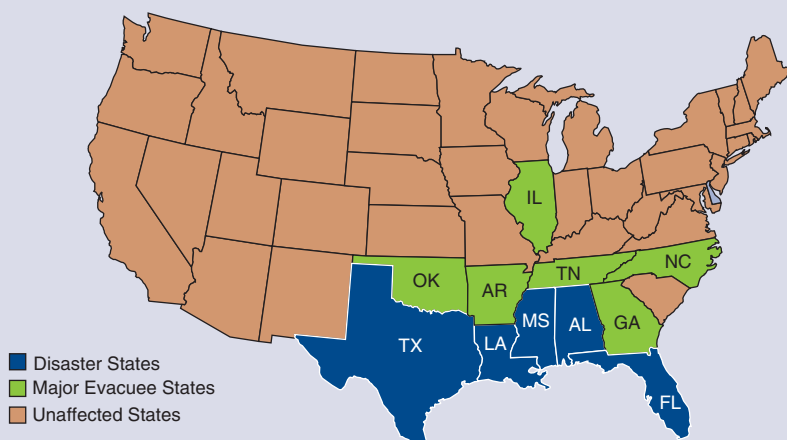 IL
NC
TN
OK
AR
MS
AL
GA
TX
LA
FL
Disaster States
Major Evacuee States
Unaffected States